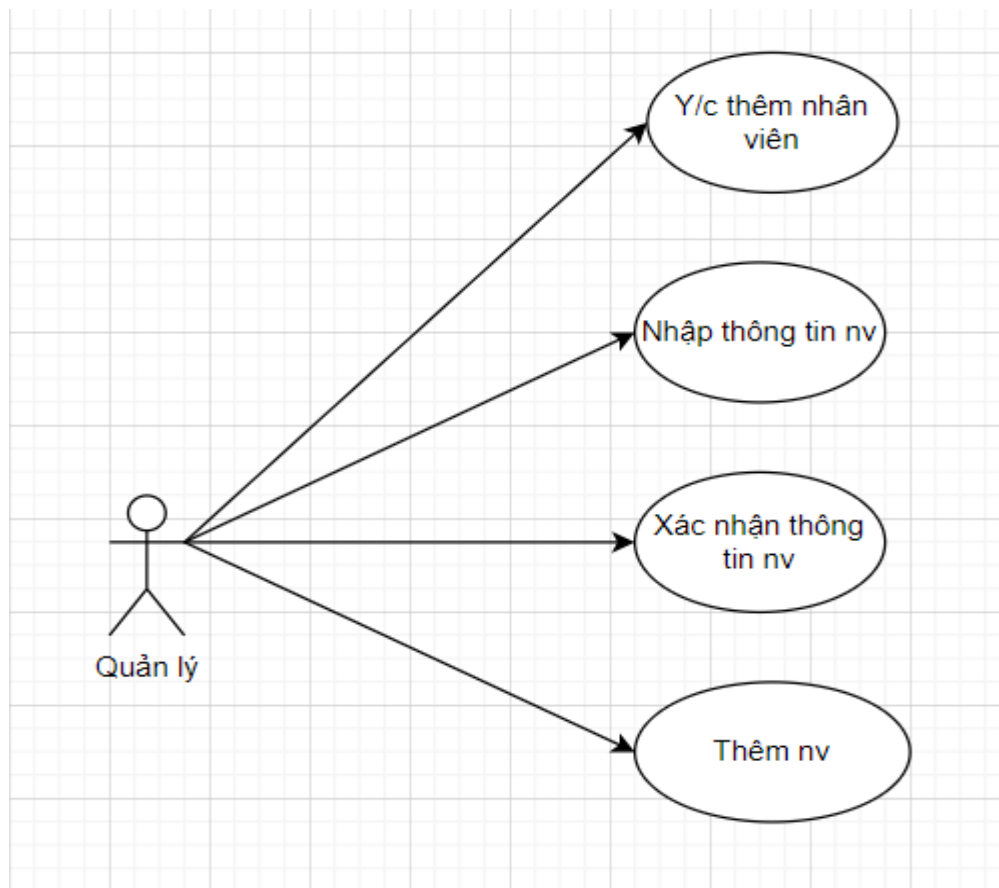 Y/c thêm nhân
viên
Nhập thông tin nv
Xác nhận thông
tin nv
Quản lý
Thêm nv